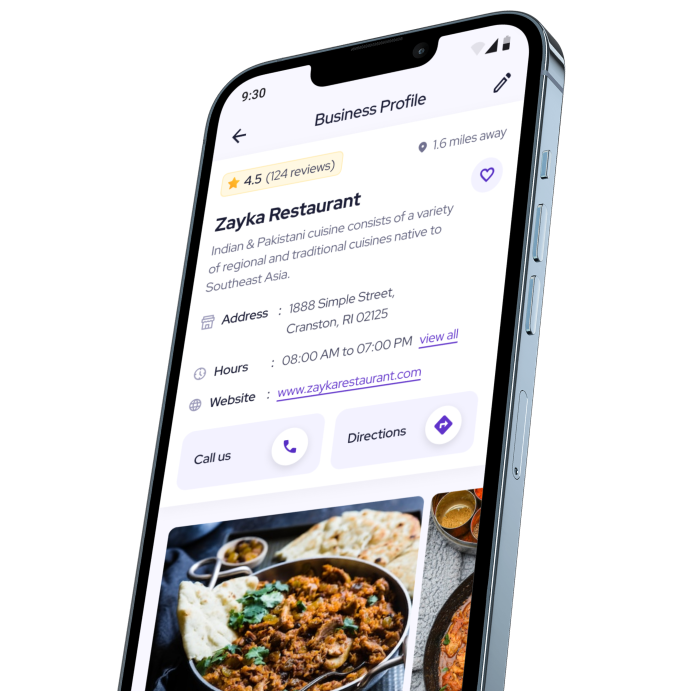 9:30
Business Profile
4.5 (124 reviews)
1.6 miles away
Zayka Restaurant
Indian & Pakistani cuisine consists of a variety
of regional and traditional cuisines native to
Southeast Asia.
Address : 1888 Simple Street,
Cranston, RI 02125
Hours : 08:00 AM to 07:00 PM view all
Website : www.zaykarestaurant.com
Call us
Directions